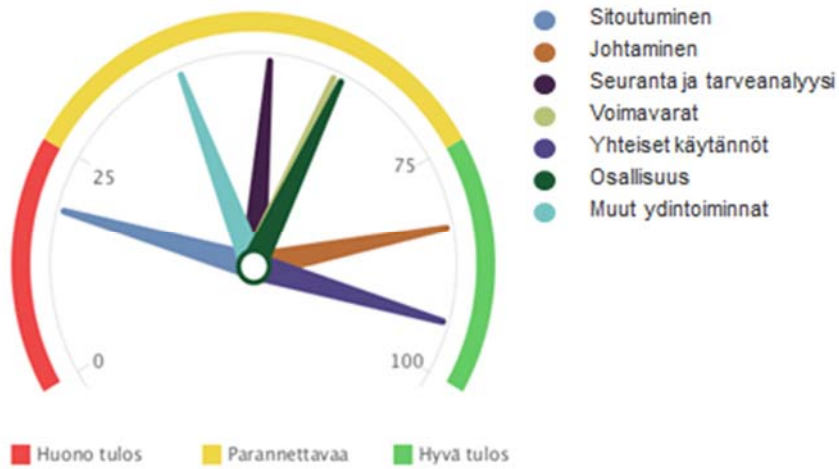 Sitoutuminen
Johtaminen
Seuranta ja tarveanalyysi
Voimavarat
Yhteiset käytännöt
Osallisuus
Muut ydintoiminnat
25
75
0
100
Huono tulos
Parannettavaa
Hyvä tulos